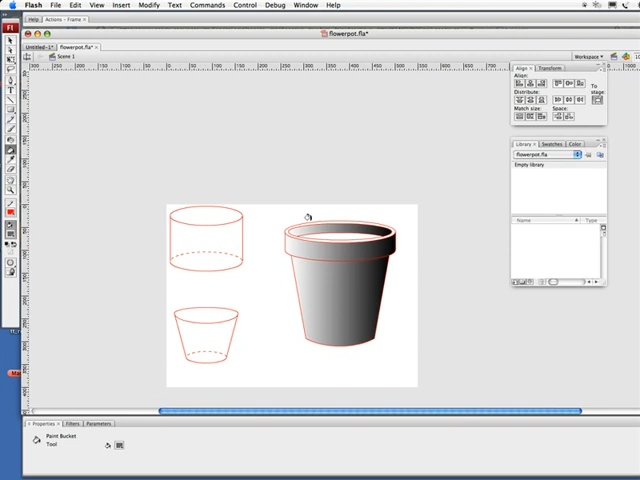 Flash File Edit View Insert Modify Text Commands Control Debug Window Help
Help Actions - Frame ×
flowerpot.fla*
Ft
Untitled-1* flowerpot.fla* ×
Scene 1
Workspace
Align × Transform
Align:
Distribute:
To stage:
Match size:
Space:
Library × Swatches Color
flowerpot.fla
Empty library
Name
Type
Properties × Filters Parameters
Paint Bucket
Tool